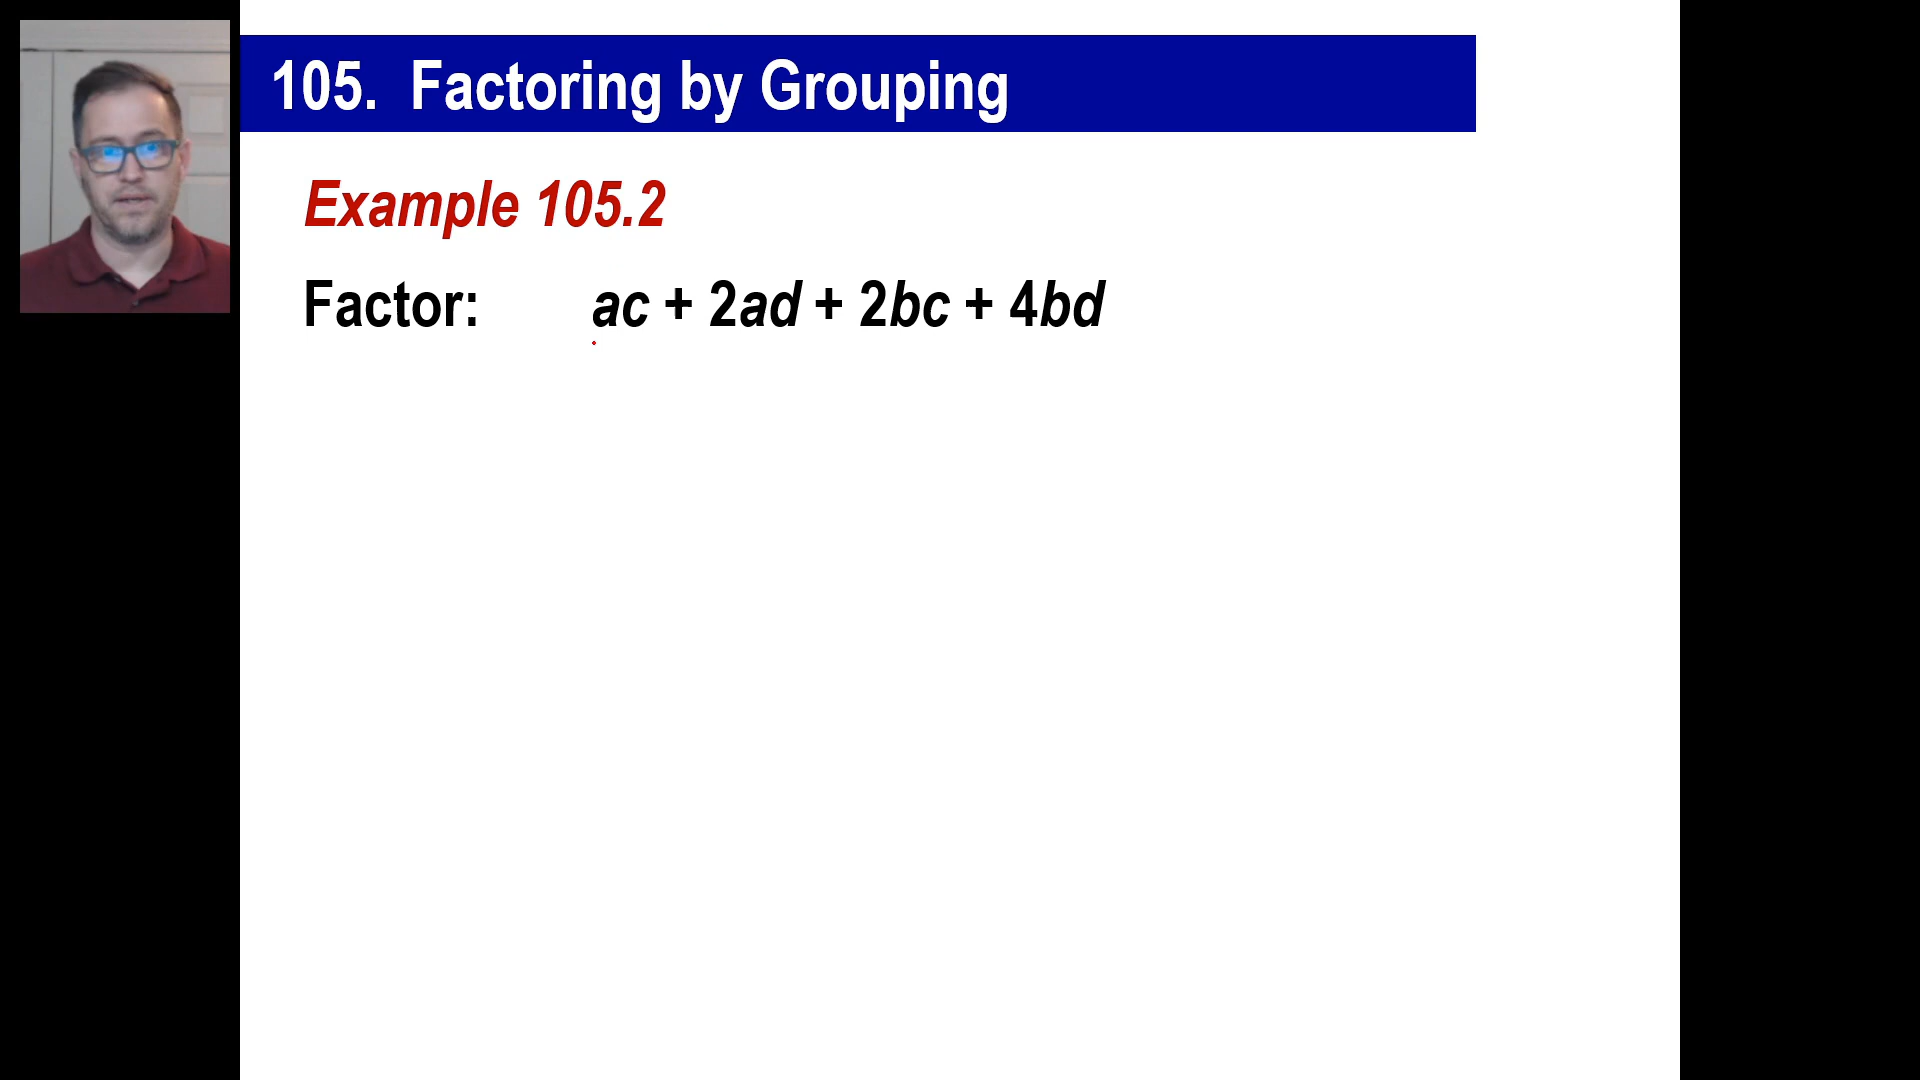 105. Factoring by Grouping
Example 105.2
Factor: ac + 2ad + 2bc + 4bd